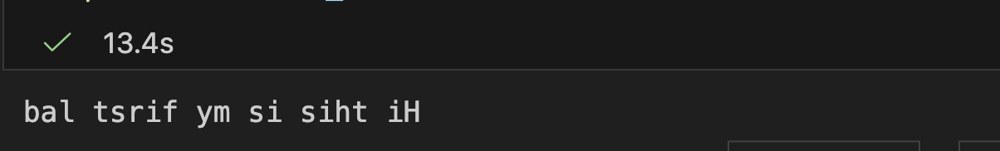 13.4s
bal tsrif ym si siht iH